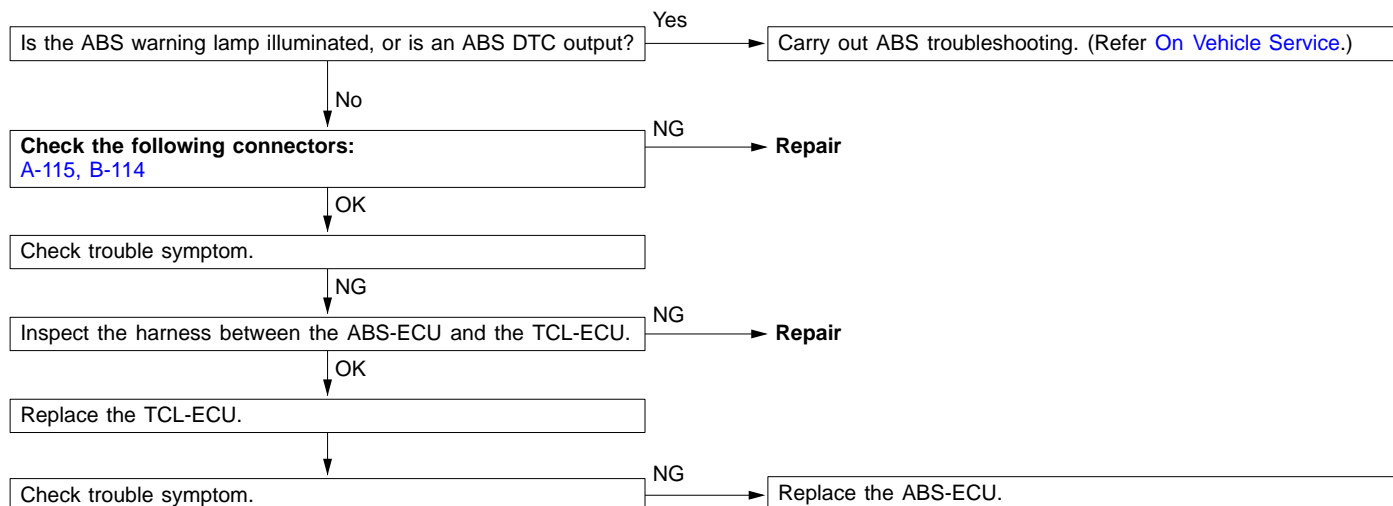 Yes
Is the ABS warning lamp illuminated, or is an ABS DTC output?
Carry out ABS troubleshooting. (Refer On Vehicle Service.)
No
Check the following connectors:
A-115, B-114
NG
Repair
OK
Check trouble symptom.
NG
Inspect the harness between the ABS-ECU and the TCL-ECU.
NG
Repair
OK
Replace the TCL-ECU.
Check trouble symptom.
NG
Replace the ABS-ECU.